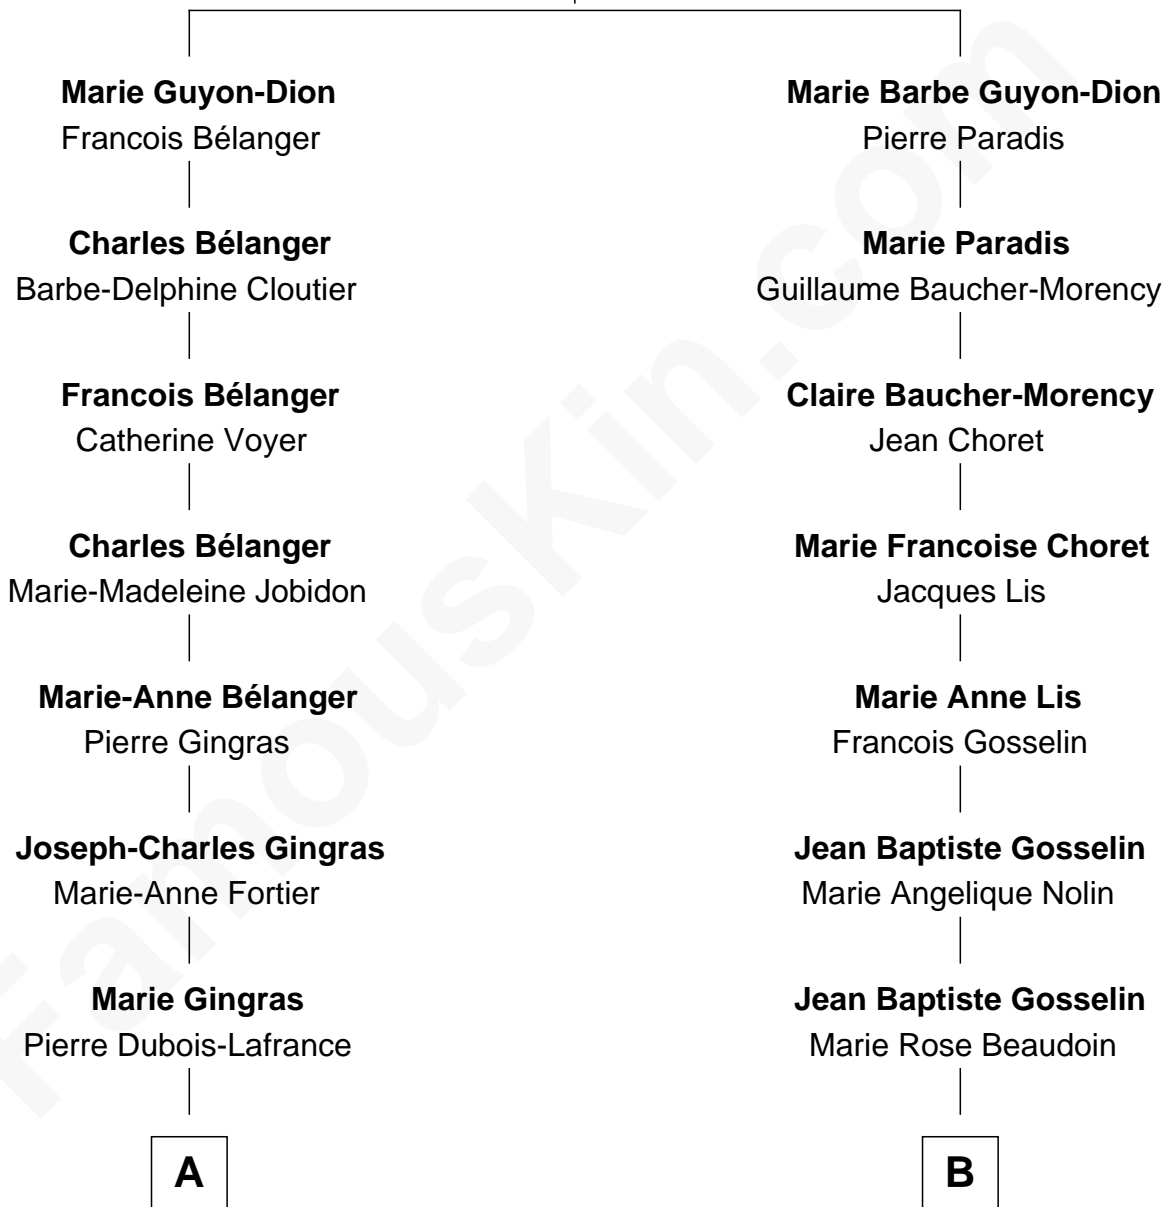 Marie Guyon-Dion
Francois Bélanger
Charles Bélanger
Barbe-Delphine Cloutier
Francois Bélanger
Catherine Voyer
Charles Bélanger
Marie-Madeleine Jobidon
Marie-Anne Bélanger
Pierre Gingras
Joseph-Charles Gingras
Marie-Anne Fortier
Marie Gingras
Pierre Dubois-Lafrance
A
Marie Barbe Guyon-Dion
Pierre Paradis
Marie Paradis
Guillaume Baucher-Morency
Claire Baucher-Morency
Jean Choret
Marie Francoise Choret
Jacques Lis
Marie Anne Lis
Francois Gosselin
Jean Baptiste Gosselin
Marie Angelique Nolin
Jean Baptiste Gosselin
Marie Rose Beaudoin
B
FamousKin.com